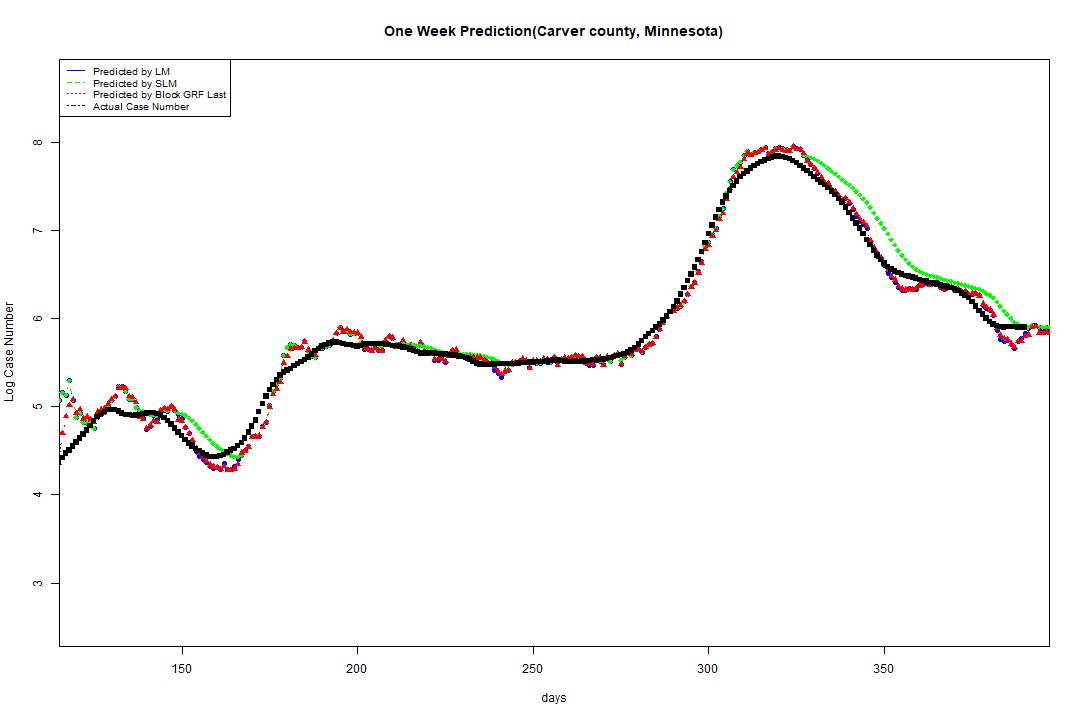 One Week Prediction(Carver county, Minnesota)
Predicted by LM
Predicted by SLM
Predicted by Block GRF Last
Actual Case Number
8
7
6
5
4
3
Log Case Number
150 200 250 300 350
days